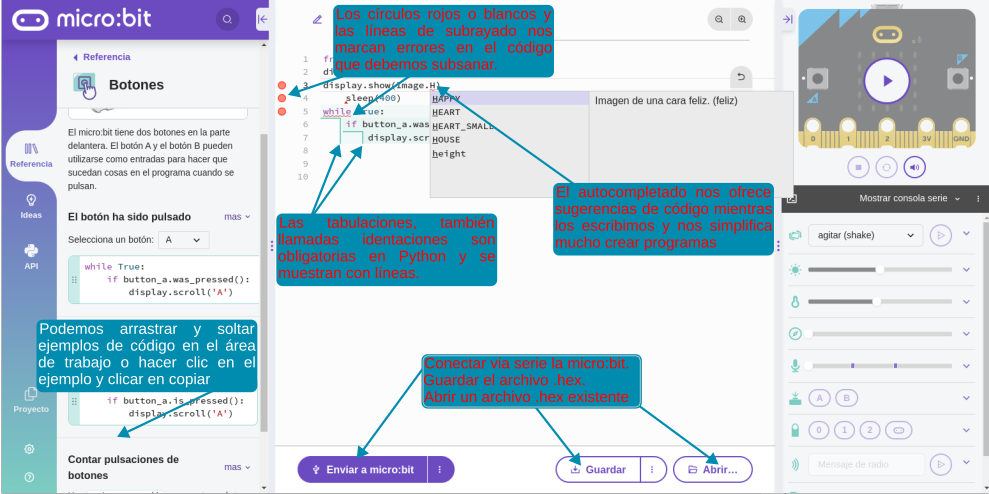 micro:bit
Referencia
Botones
El micro:bit tiene dos botones en la parte
delantera. El botón A y el botón B pueden
utilizarse como entradas para hacer que
sucedan cosas en el programa cuando se
pulsan.
El botón ha sido pulsado
mas
Selecciona un botón: A
while True:
if button_a.was_pressed():
display.scroll('A')
Podemos arrastrar y soltar
ejemplos de código en el área
de trabajo o hacer clic en el
ejemplo y clicar en copiar
if button_a.is_pressed():
display.scroll('A')
Contar pulsaciones de
botones
mas
Referencia
Ideas
API
Proyecto
Los círculos rojos o blancos y
las líneas de subrayado nos
marcan errores en el código
que debemos subsanar.
1
2
3 display.show(Image.H)
4 sleep(400)
5 while True:
6 if button_a.was
7 display.scr
8
9
10
HAPPY
HEART
HEART_SMALL
HOUSE
height
Imagen de una cara feliz. (feliz)
Las tabulaciones, también
llamadas identaciones son
obligatorias en Python y se
muestran con líneas.
El autocompletado nos ofrece
sugerencias de código mientras
los escribimos y nos simplifica
mucho crear programas
Conectar via serie la micro:bit.
Guardar el archivo .hex.
Abrir un archivo .hex existente
Enviar a micro:bit
Guardar
Abrir...
0 1 2 3V GND
Mostrar consola serie
agitar (shake)
A B
0 1 2
Mensaje de radio